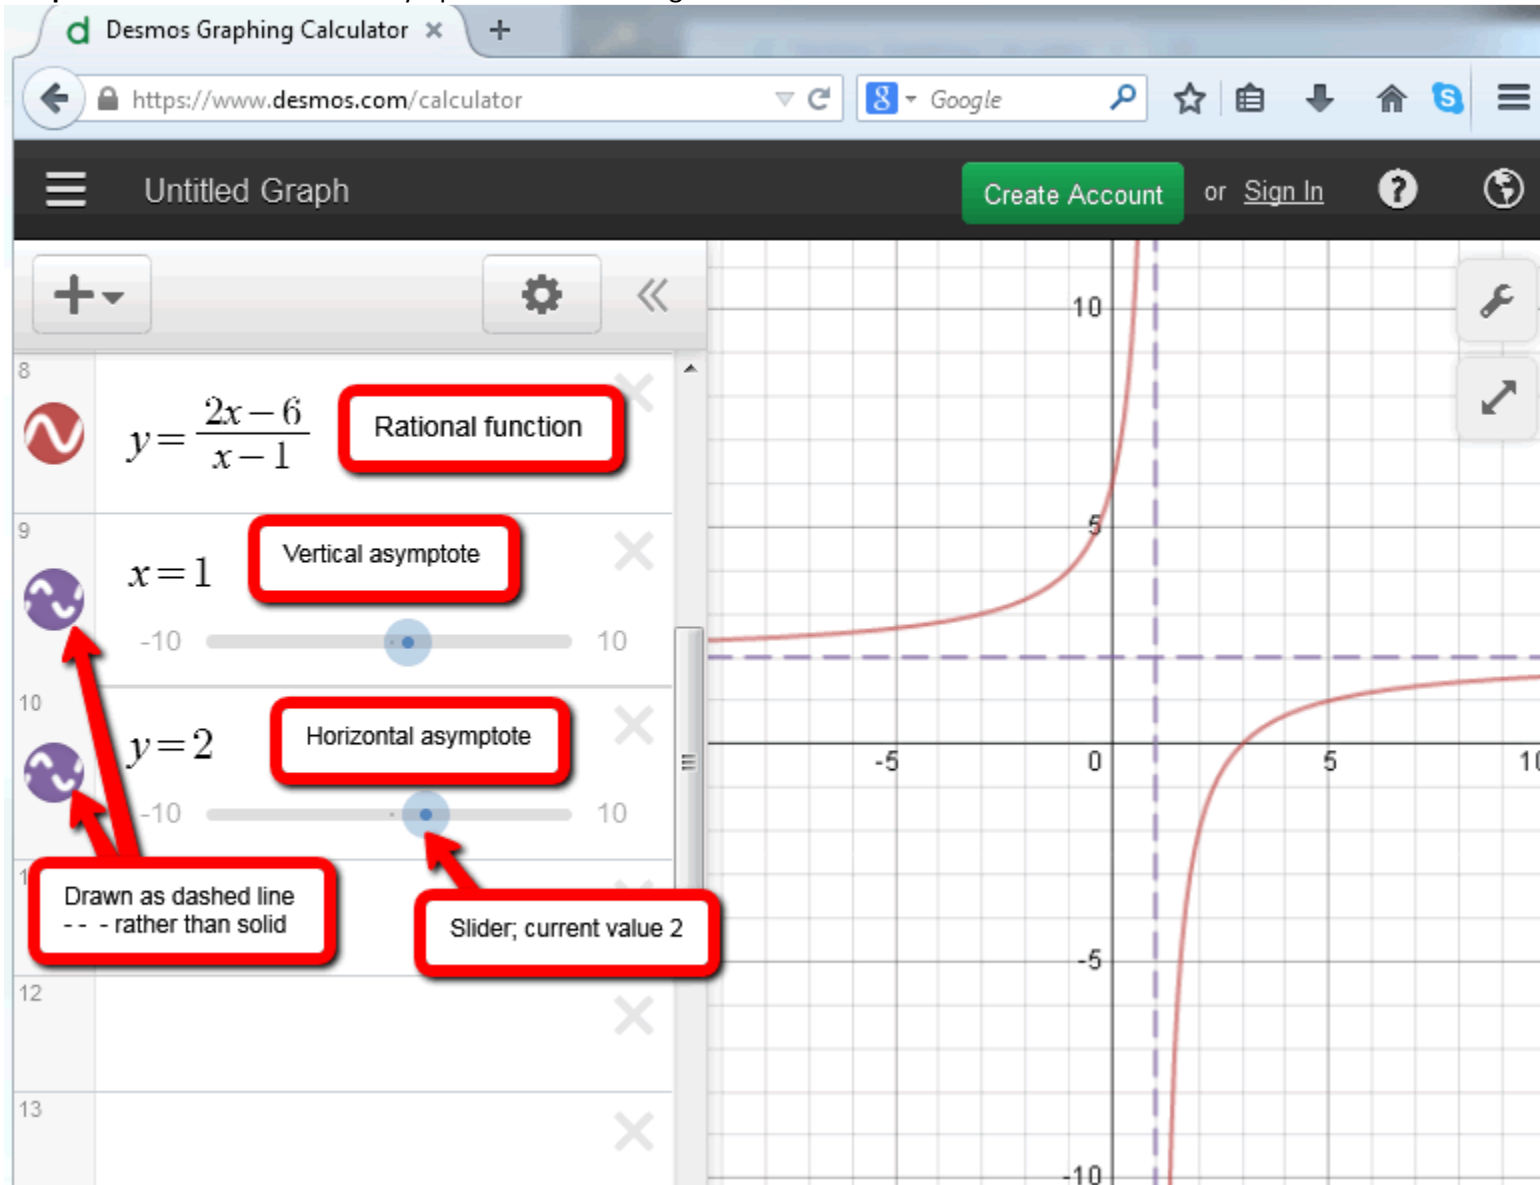 Desmos Graphing Calculator
https://www.desmos.com/calculator
Google
Untitled Graph
Create Account or Sign In
8
y = (2x − 6)/(x − 1)
Rational function
9
x = 1
Vertical asymptote
-10 10
10
y = 2
Horizontal asymptote
-10 10
Drawn as dashed line
- - - rather than solid
Slider; current value 2
12
13
10
5
-5 0 5
-5
-10